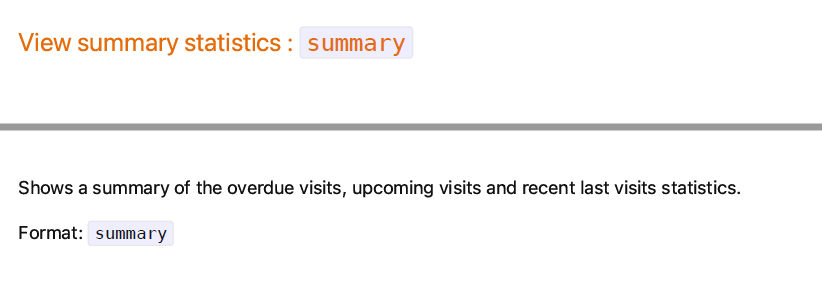 View summary statistics : summary
Shows a summary of the overdue visits, upcoming visits and recent last visits statistics.
Format: summary